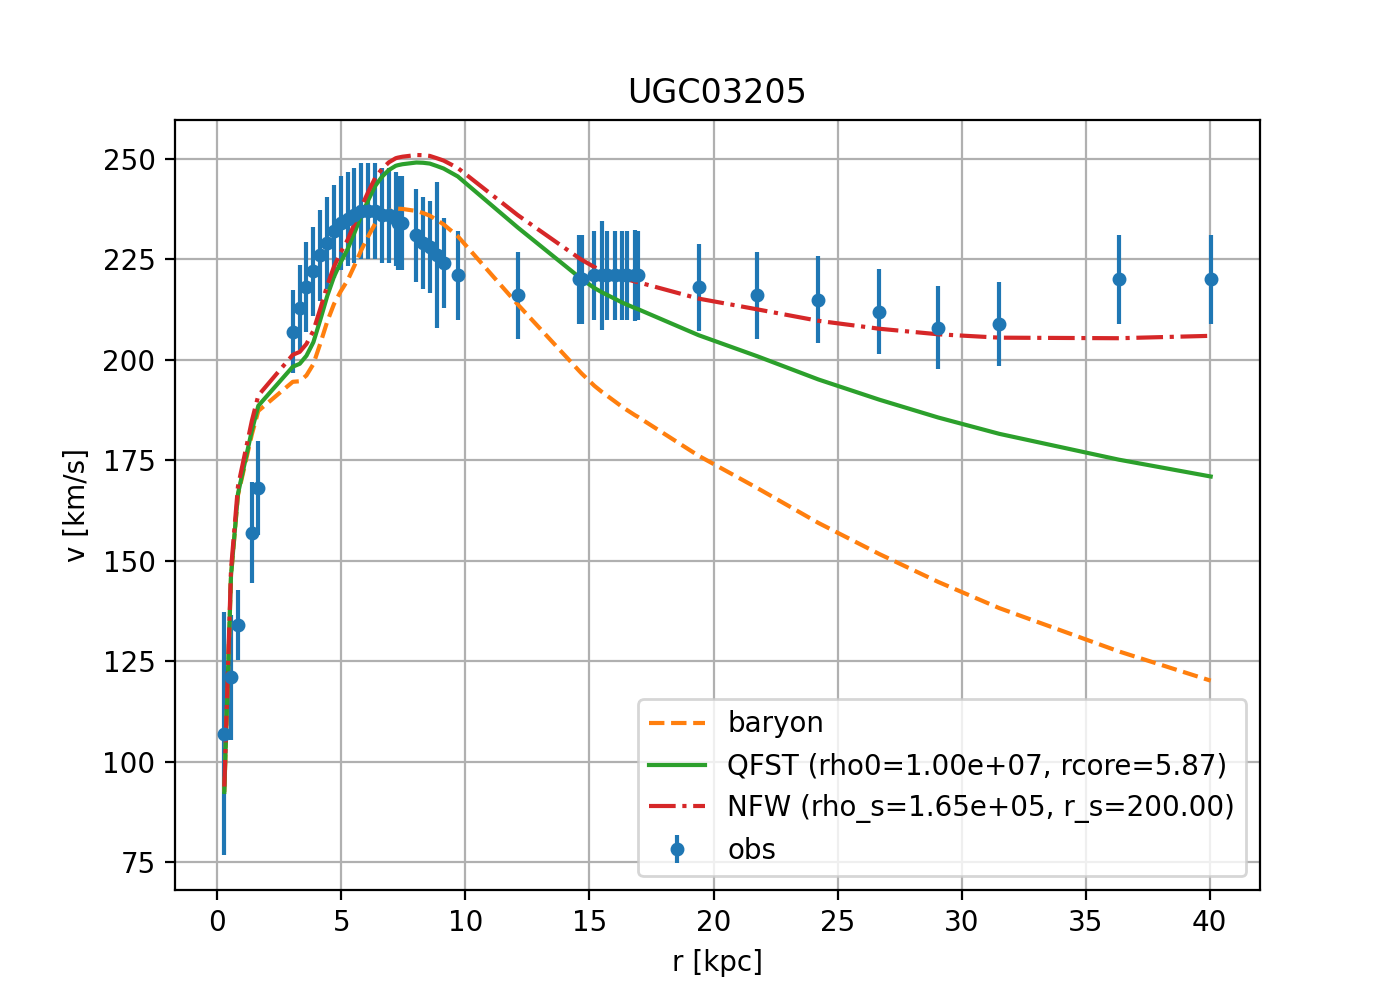 UGC03205
250
225
200
175
150
125
100
75
v [km/s]
baryon
QFST (rho0=1.00e+07, rcore=5.87)
NFW (rho_s=1.65e+05, r_s=200.00)
obs
0 5 10 15 20 25 30 35 40
r [kpc]